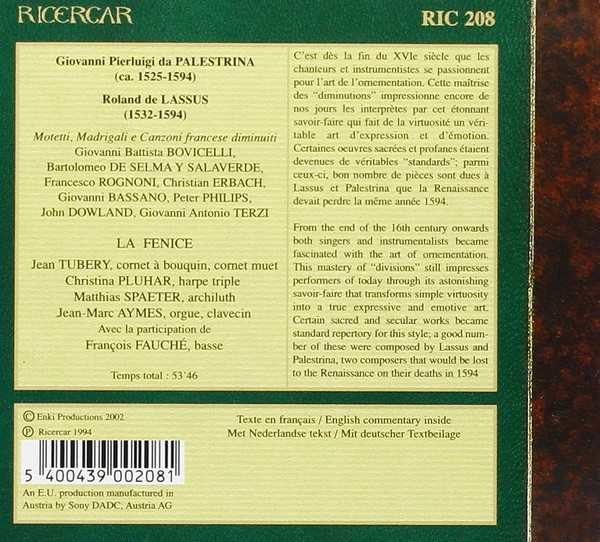 RICERCAR
RIC 208
Giovanni Pierluigi da PALESTRINA
(ca. 1525-1594)
Roland de LASSUS
(1532-1594)
Motetti, Madrigali e Canzoni francese diminuiti
Giovanni Battista BOVICELLI,
Bartolomeo DE SELMA Y SALAVERDE,
Francesco ROGNONI, Christian ERBACH,
Giovanni BASSANO, Peter PHILIPS,
John DOWLAND, Giovanni Antonio TERZI
LA FENICE
Jean TUBERY, cornet à bouquin, cornet muet
Christina PLUHAR, harpe triple
Matthias SPAETER, archiluth
Jean-Marc AYMES, orgue, clavecin
Avec la participation de
François FAUCHÉ, basse
Temps total : 53'46
C'est dès la fin du XVIe siècle que les
chanteurs et instrumentistes se passionnent
pour l'art de l'ornementation. Cette maîtrise
des "diminutions" impressionne encore de
nos jours les interprètes par cet étonnant
savoir-faire qui fait de la virtuosité un véri-
table art d'expression et d'émotion.
Certaines oeuvres sacrées et profanes étaient
devenues de véritables "standards"; parmi
ceux-ci, bon nombre de pièces sont dues à
Lassus et Palestrina que la Renaissance
devait perdre la même année 1594.
From the end of the 16th century onwards
both singers and instrumentalists became
fascinated with the art of ornementation.
This mastery of "divisions" still impresses
performers of today through its astonishing
savoir-faire that transforms simple virtuosity
into a true expressive and emotive art.
Certain sacred and secular works became
standard repertory for this style; a good num-
ber of these were composed by Lassus and
Palestrina, two composers that would be lost
to the Renaissance on their deaths in 1594
© Enki Productions 2002
℗ Ricercar 1994
5 400439 002081
An E.U. production manufactured in
Austria by Sony DADC, Austria AG
Texte en français / English commentary inside
Met Nederlandse tekst / Mit deutscher Textbeilage